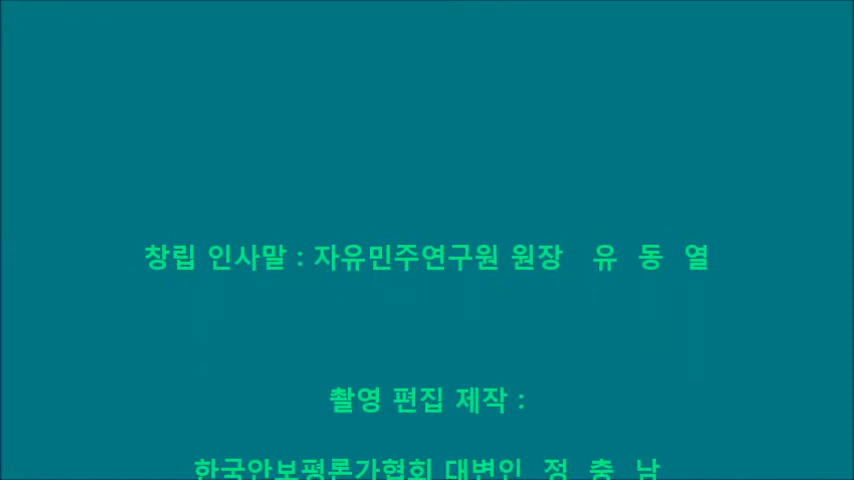 창립 인사말 : 자유민주연구원 원장 유 동 열
촬영 편집 제작 :
한국안보평론가협회 대변인 정 충 남